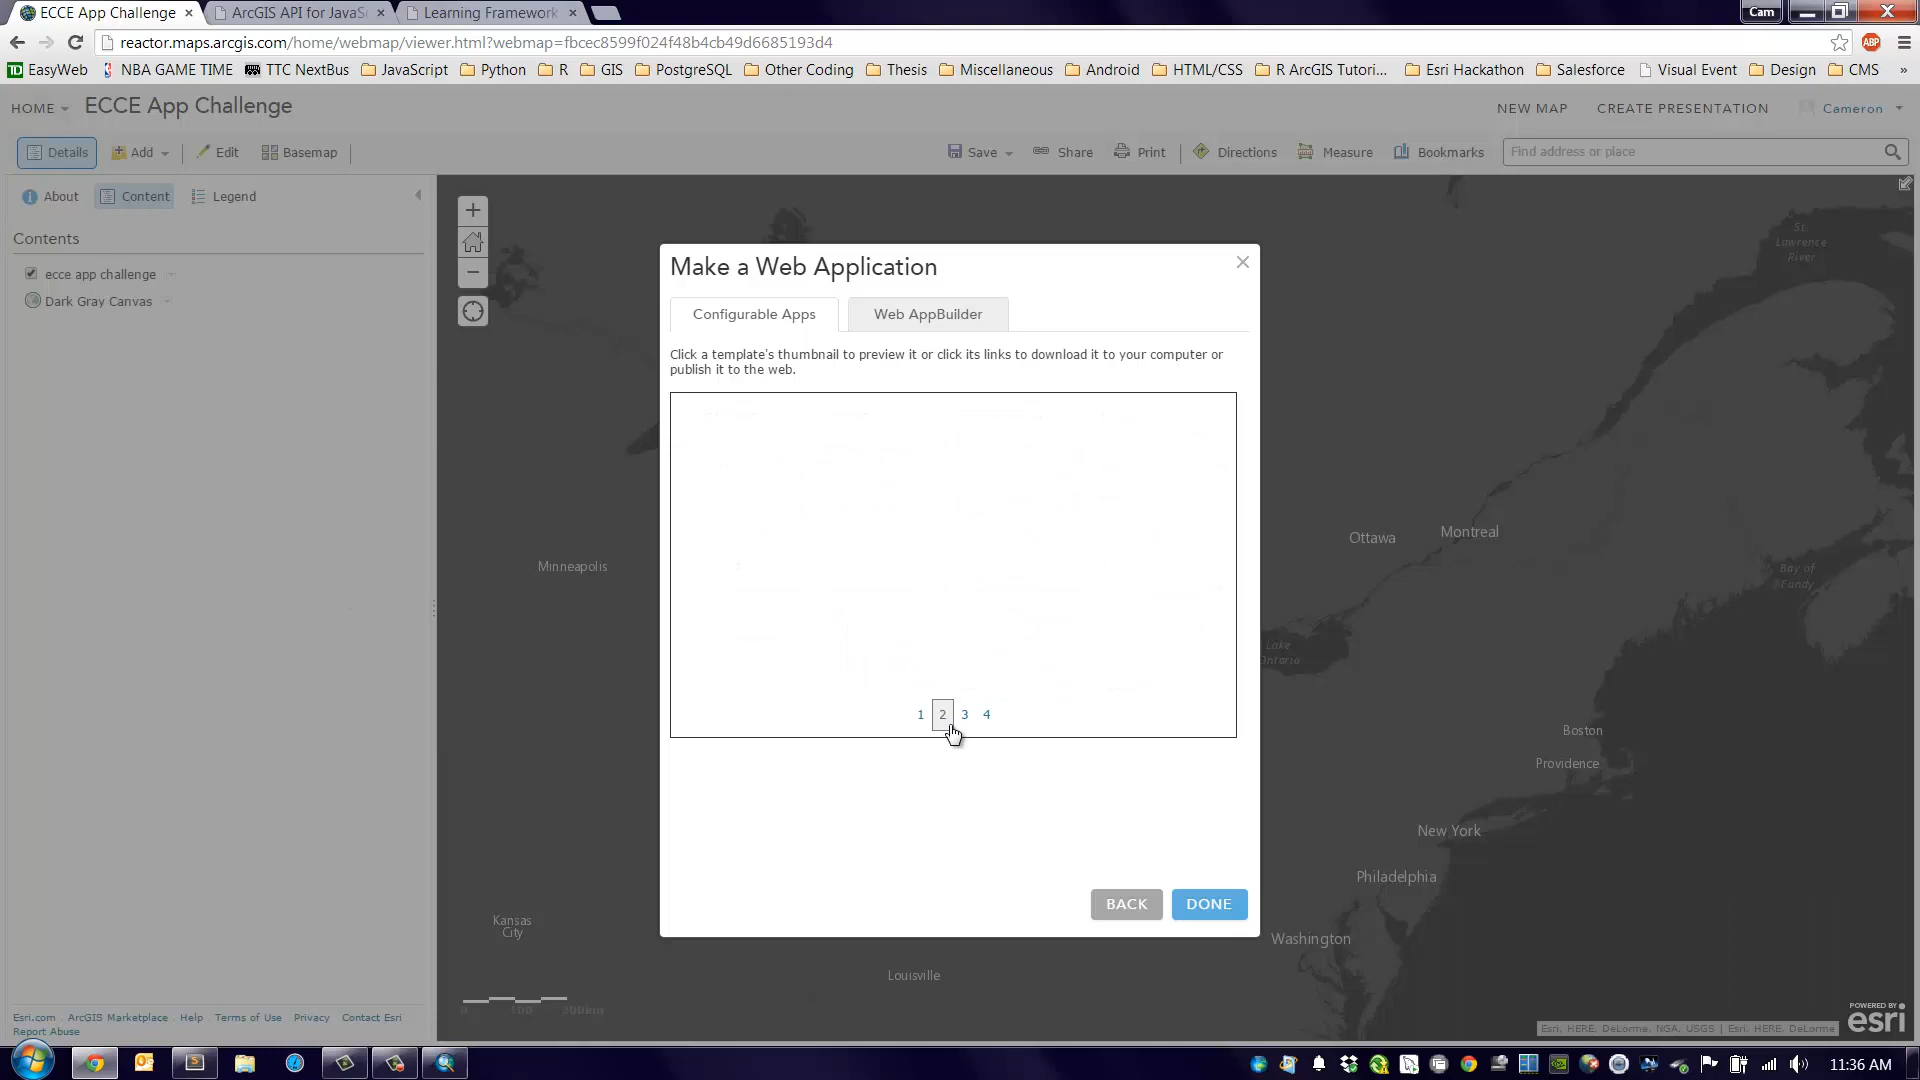 ECCE App Challenge
ArcGIS API for JavaSc
Learning Framework
Cam
reactor.maps.arcgis.com/home/webmap/viewer.html?webmap=fbcec8599f024f48b4cb49d6685193d4
ABP
TD EasyWeb NBA GAME TIME TTC NextBus JavaScript Python R GIS PostgreSQL Other Coding Thesis Miscellaneous Android HTML/CSS R ArcGIS Tutori... Esri Hackathon Salesforce Visual Event Design CMS »
HOME ECCE App Challenge NEW MAP CREATE PRESENTATION Cameron
Details Add Edit Basemap Save Share Print Directions Measure Bookmarks Find address or place
About Content Legend
Contents
ecce app challenge
Dark Gray Canvas
St. Lawrence River
Make a Web Application
Configurable Apps Web AppBuilder
Click a template's thumbnail to preview it or click its links to download it to your computer or
publish it to the web.
1 2 3 4
BACK DONE
Minneapolis
Ottawa
Montreal
Bay of
Fundy
Lake
Ontario
Boston
Providence
New York
Philadelphia
Kansas
City
Washington
Louisville
0 100 200km
POWERED BY
esri
Esri, HERE, DeLorme, NGA, USGS | Esri, HERE, DeLorme
Esri.com ArcGIS Marketplace Help Terms of Use Privacy Contact Esri
Report Abuse
11:36 AM